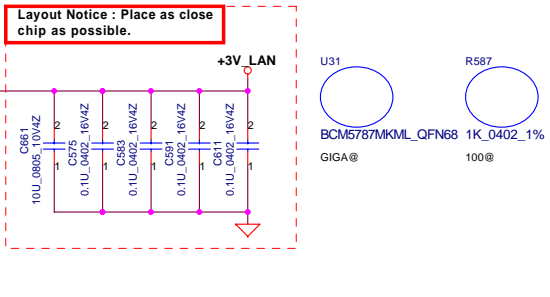 Layout Notice : Place as close
chip as possible.
+3V_LAN
C661
10U_0805_10V4Z
2
1
C575
0.1U_0402_16V4Z
2
1
C583
0.1U_0402_16V4Z
2
1
C591
0.1U_0402_16V4Z
2
1
C611
0.1U_0402_16V4Z
2
1
U31
BCM5787MKML_QFN68
GIGA@
R587
1K_0402_1%
100@